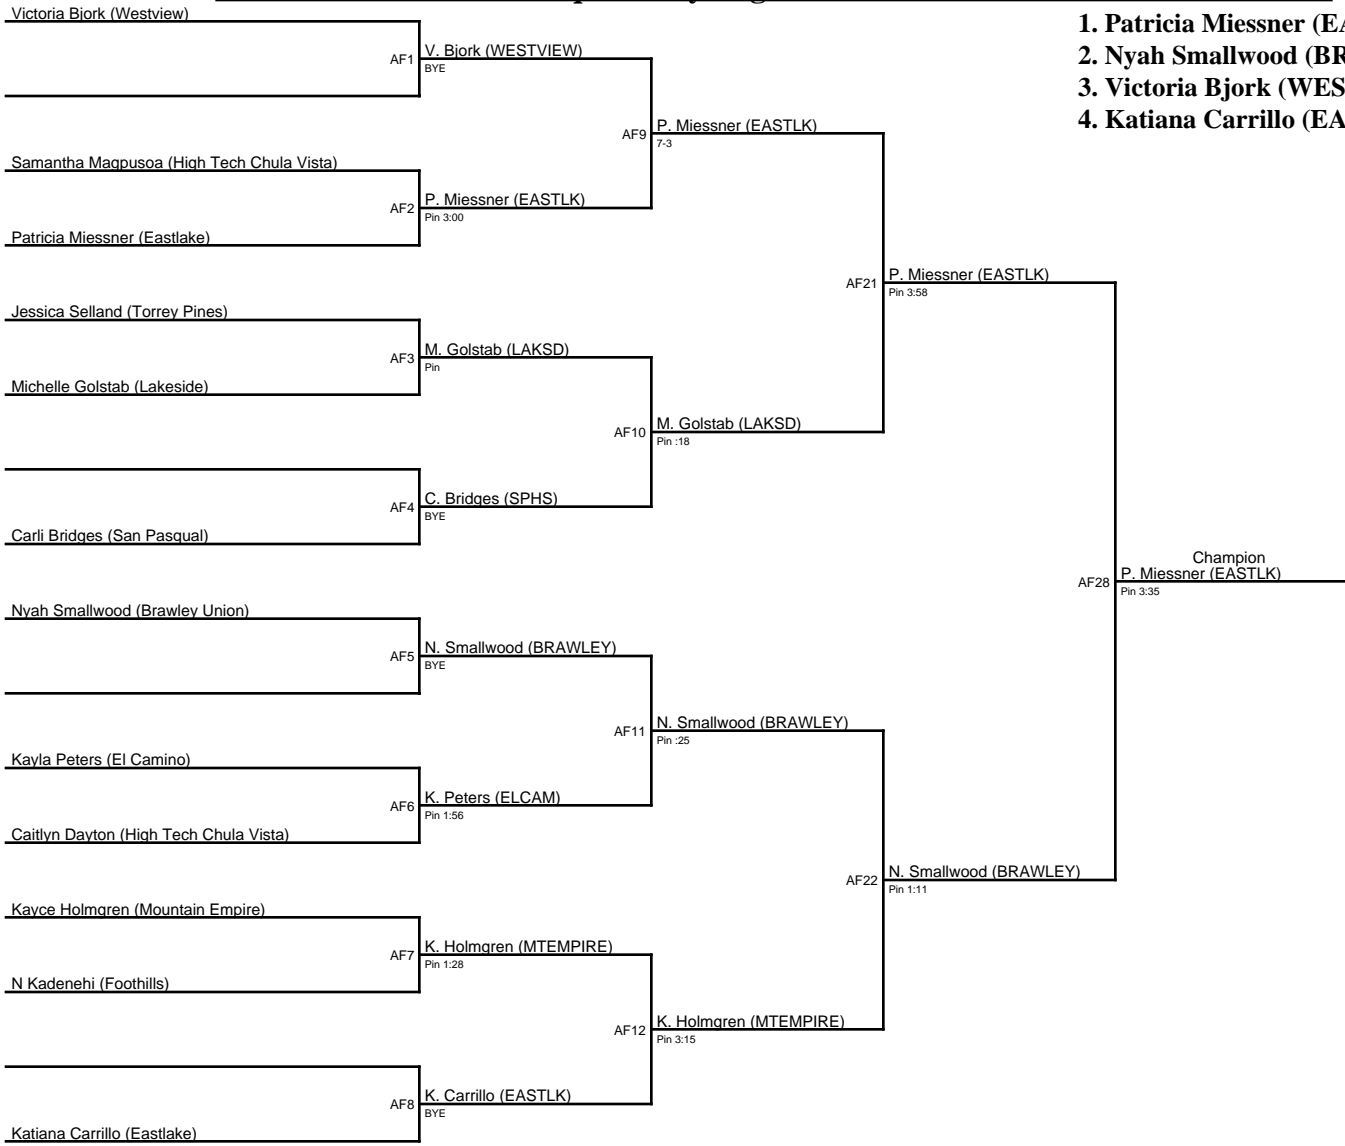 Victoria Bjork (Westview)
1. Patricia Miessner (EA
2. Nyah Smallwood (BR
3. Victoria Bjork (WES
4. Katiana Carrillo (EA
AF1
V. Bjork (WESTVIEW)
BYE
AF9
P. Miessner (EASTLK)
7-3
Samantha Magpusoa (High Tech Chula Vista)
AF2
P. Miessner (EASTLK)
Pin 3:00
Patricia Miessner (Eastlake)
AF21
P. Miessner (EASTLK)
Pin 3:58
Jessica Selland (Torrey Pines)
AF3
M. Golstab (LAKSD)
Pin
Michelle Golstab (Lakeside)
AF10
M. Golstab (LAKSD)
Pin :18
AF4
C. Bridges (SPHS)
BYE
Carli Bridges (San Pasqual)
Champion
AF28
P. Miessner (EASTLK)
Pin 3:35
Nyah Smallwood (Brawley Union)
AF5
N. Smallwood (BRAWLEY)
BYE
AF11
N. Smallwood (BRAWLEY)
Pin :25
Kayla Peters (El Camino)
AF6
K. Peters (ELCAM)
Pin 1:56
Caitlyn Dayton (High Tech Chula Vista)
AF22
N. Smallwood (BRAWLEY)
Pin 1:11
Kayce Holmgren (Mountain Empire)
AF7
K. Holmgren (MTEMPIRE)
Pin 1:28
N Kadenehi (Foothills)
AF12
K. Holmgren (MTEMPIRE)
Pin 3:15
AF8
K. Carrillo (EASTLK)
BYE
Katiana Carrillo (Eastlake)